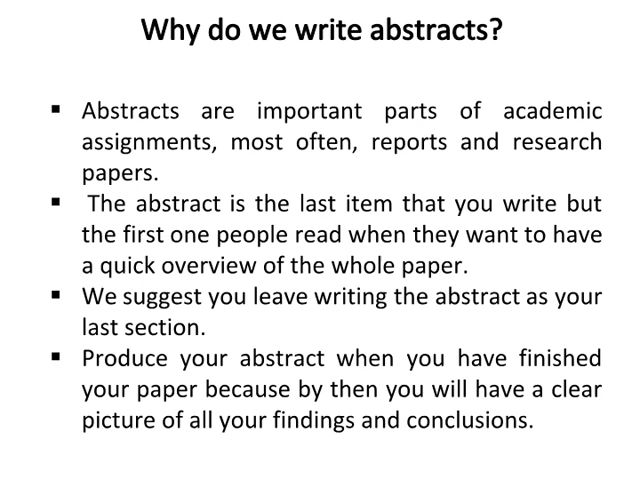 Why do we write abstracts?
▪ Abstracts are important parts of academic
assignments, most often, reports and research
papers.
▪ The abstract is the last item that you write but
the first one people read when they want to have
a quick overview of the whole paper.
▪ We suggest you leave writing the abstract as your
last section.
▪ Produce your abstract when you have finished
your paper because by then you will have a clear
picture of all your findings and conclusions.